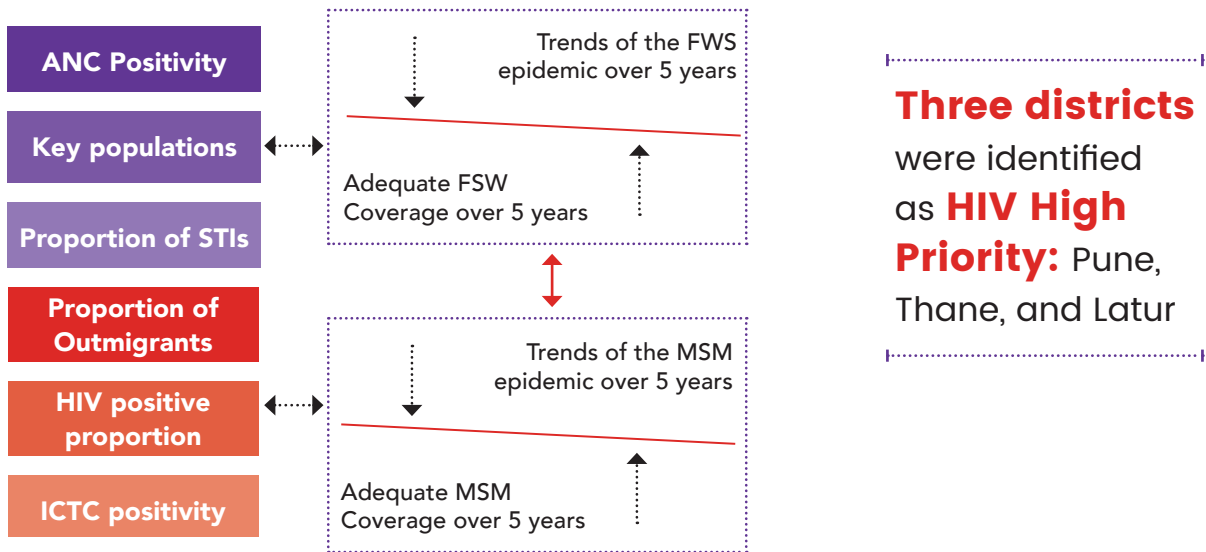 ANC Positivity
Key populations
Proportion of STIs
Proportion of
Outmigrants
HIV positive
proportion
ICTC positivity
Trends of the FWS
epidemic over 5 years
Adequate FSW
Coverage over 5 years
Trends of the MSM
epidemic over 5 years
Adequate MSM
Coverage over 5 years
Three districts
were identified
as HIV High
Priority: Pune,
Thane, and Latur